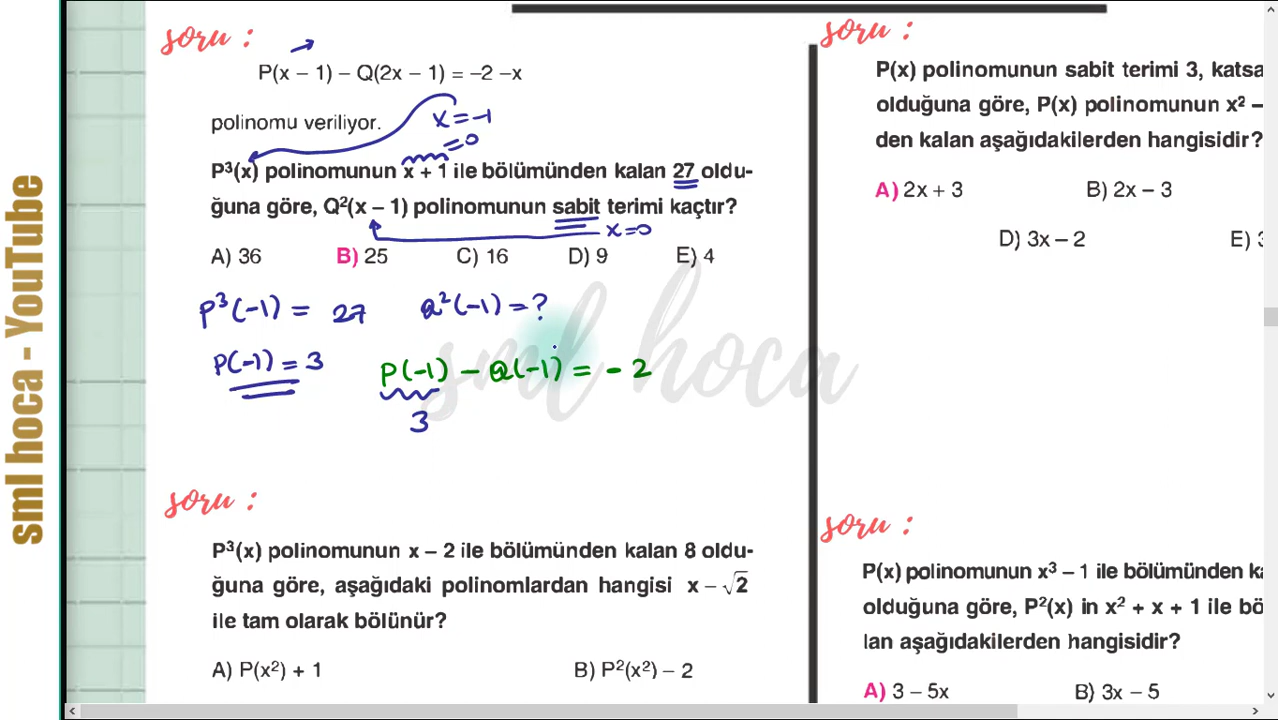 sml hoca - YouTube
soru :
P(x – 1) – Q(2x – 1) = –2 –x
polinomu veriliyor.
x = -1
= 0
P³(x) polinomunun x + 1 ile bölümünden kalan 27 oldu-
ğuna göre, Q²(x – 1) polinomunun sabit terimi kaçtır?
x = 0
A) 36 B) 25 C) 16 D) 9 E) 4
P³(-1) = 27 Q²(-1) = ?
P(-1) = 3 P(-1) - Q(-1) = - 2
3
sml hoca
soru :
P³(x) polinomunun x – 2 ile bölümünden kalan 8 oldu-
ğuna göre, aşağıdaki polinomlardan hangisi x – √2
ile tam olarak bölünür?
A) P(x²) + 1 B) P²(x²) – 2
soru :
P(x) polinomunun sabit terimi 3, katsa
olduğuna göre, P(x) polinomunun x² –
den kalan aşağıdakilerden hangisidir?
A) 2x + 3 B) 2x – 3
D) 3x – 2 E)
soru :
P(x) polinomunun x³ – 1 ile bölümünden k
olduğuna göre, P²(x) in x² + x + 1 ile bö
lan aşağıdakilerden hangisidir?
A) 3 – 5x B) 3x – 5